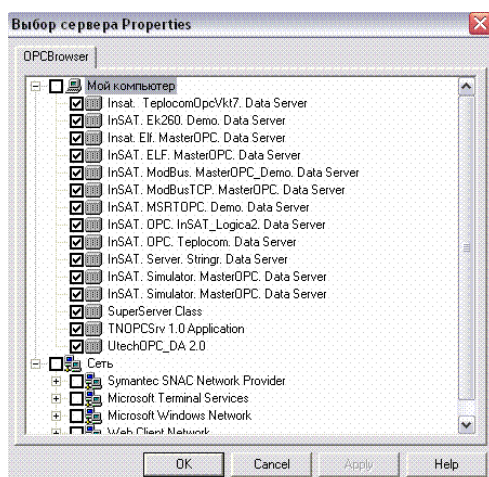 Выбор сервера Properties
OPCBrowser
Мой компьютер
Insat. TeplocomOpcVkt7. Data Server
InSAT. Ek260. Demo. Data Server
Insat. Elf. MasterOPC. Data Server
InSAT. ELF. MasterOPC. Data Server
InSAT. ModBus. MasterOPC_Demo. Data Server
InSAT. ModBusTCP. MasterOPC. Data Server
InSAT. MSRTOPC. Demo. Data Server
InSAT. OPC. InSAT_Logica2. Data Server
InSAT. OPC. Teplocom. Data Server
InSAT. Server. Stringr. Data Server
InSAT. Simulator. MasterOPC. Data Server
InSAT. Simulator. MasterOPC. Data Server
SuperServer Class
TNOPCSrv 1.0 Application
UtechOPC_DA 2.0
Сеть
Symantec SNAC Network Provider
Microsoft Terminal Services
Microsoft Windows Network
Web Client Network
OK Cancel Apply Help